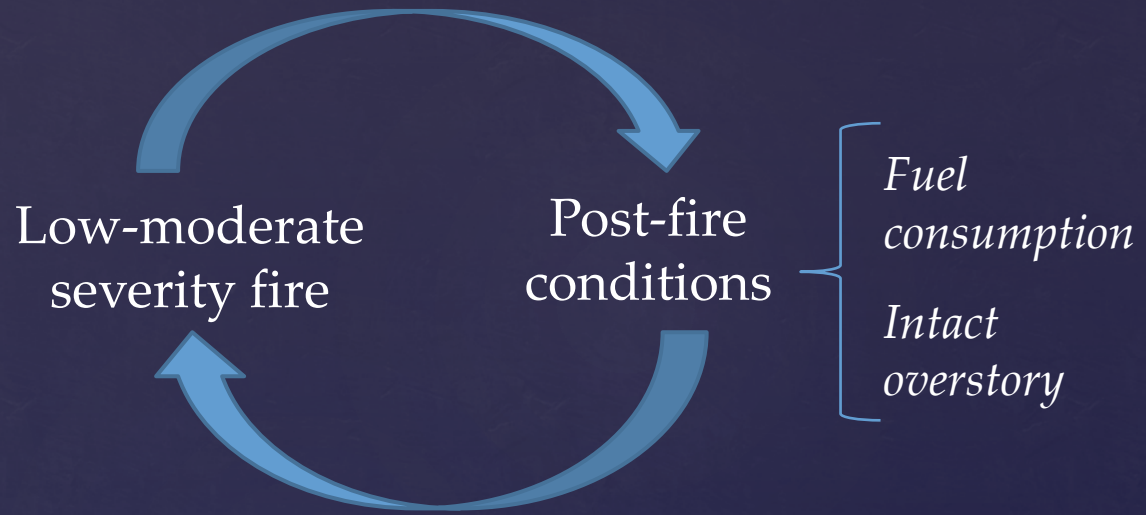 Low-moderate
severity fire
Post-fire
conditions
Fuel
consumption
Intact
overstory